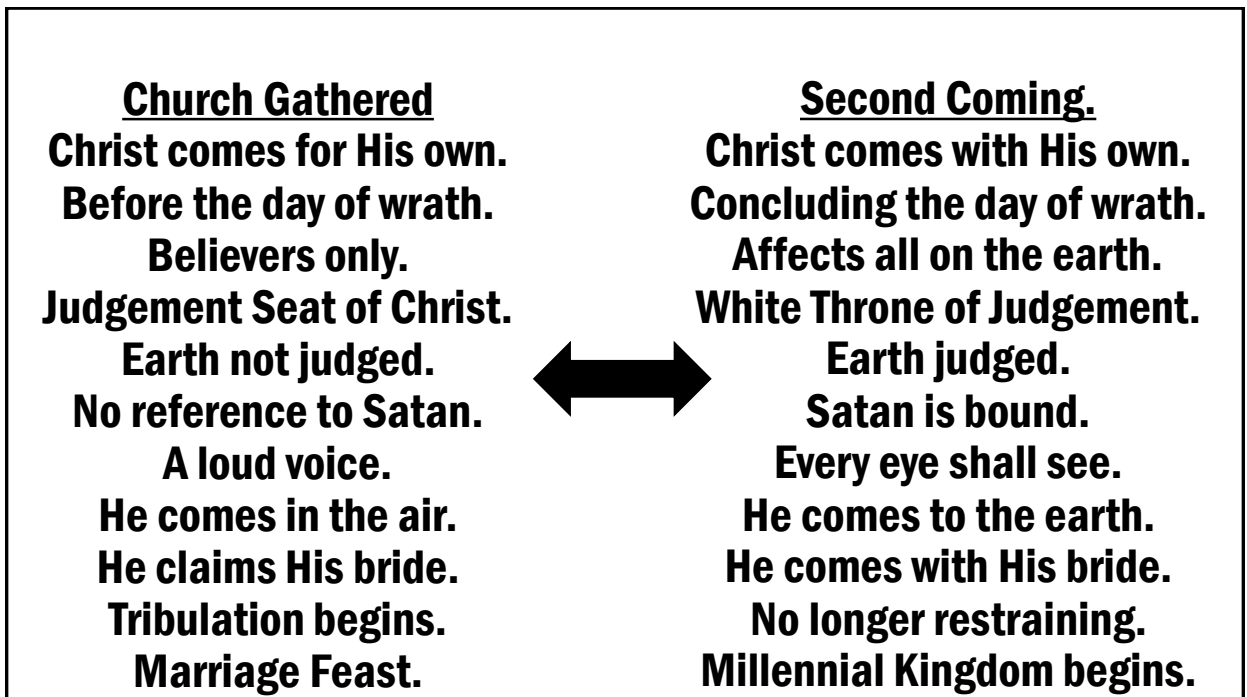 Church Gathered
Christ comes for His own.
Before the day of wrath.
Believers only.
Judgement Seat of Christ.
Earth not judged.
No reference to Satan.
A loud voice.
He comes in the air.
He claims His bride.
Tribulation begins.
Marriage Feast.
Second Coming.
Christ comes with His own.
Concluding the day of wrath.
Affects all on the earth.
White Throne of Judgement.
Earth judged.
Satan is bound.
Every eye shall see.
He comes to the earth.
He comes with His bride.
No longer restraining.
Millennial Kingdom begins.